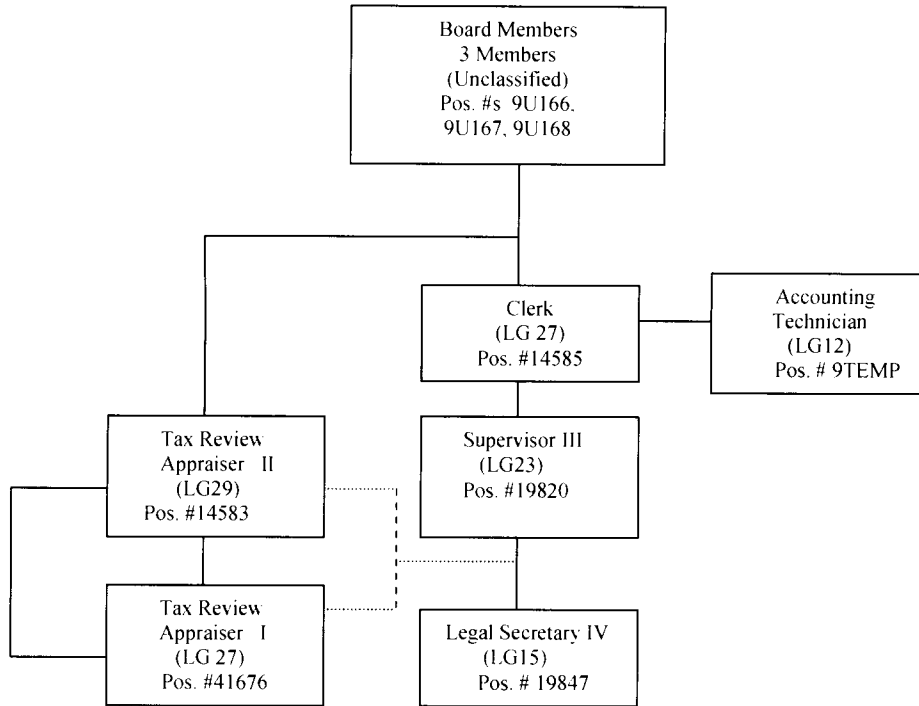 Board Members
3 Members
(Unclassified)
Pos. #s 9U166,
9U167, 9U168
Clerk
(LG 27)
Pos. #14585
Accounting
Technician
(LG12)
Pos. # 9TEMP
Tax Review
Appraiser II
(LG29)
Pos. #14583
Supervisor III
(LG23)
Pos. #19820
Tax Review
Appraiser I
(LG 27)
Pos. #41676
Legal Secretary IV
(LG15)
Pos. # 19847